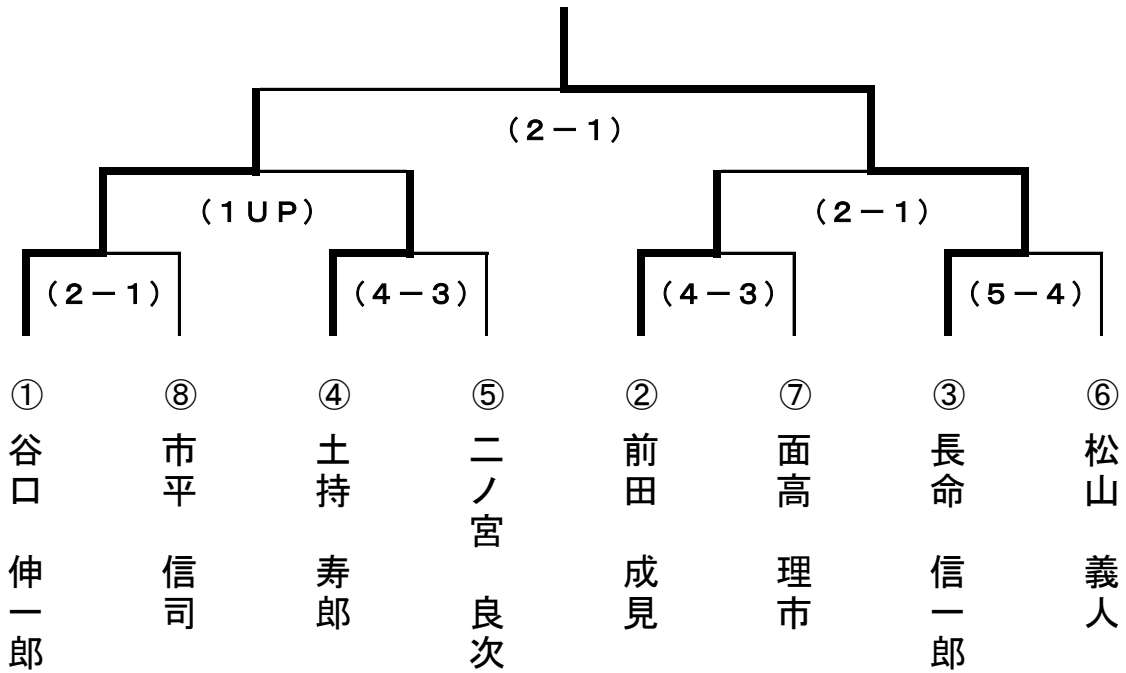 （２－１）
（１ＵＰ）
（２－１）
（２－１）
（４－３）
（４－３）
（５－４）
①
谷口　伸一郎
⑧
市平　信司
④
土持　寿郎
⑤
二ノ宮　良次
②
前田　成見
⑦
面高　理市
③
長命　信一郎
⑥
松山　義人